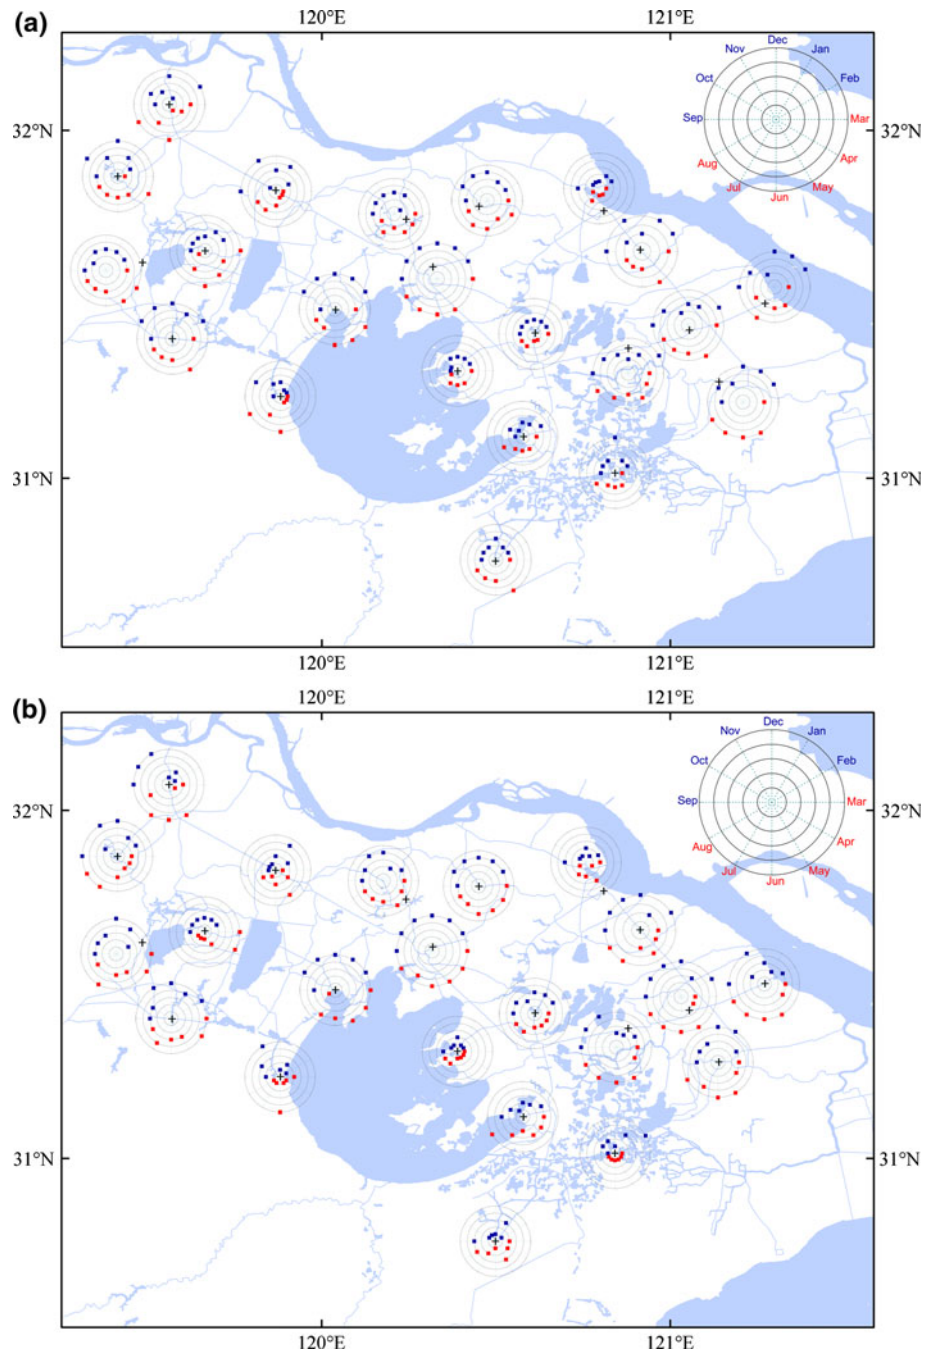 (a)
120°E 121°E
Dec
Nov Jan
Oct Feb
Sep Mar
Aug Apr
Jul May
Jun
32°N 32°N
31°N 31°N
120°E 121°E
(b)
120°E 121°E
Dec
Nov Jan
Oct Feb
Sep Mar
Aug Apr
Jul May
Jun
32°N 32°N
31°N 31°N
120°E 121°E